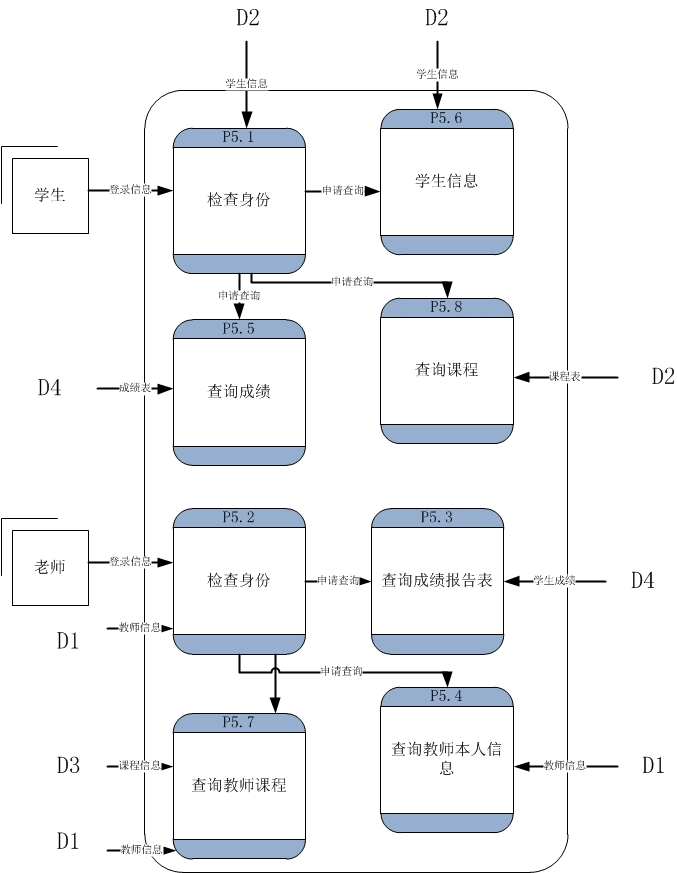 D2
D2
学生信息
学生信息
P5.1
P5.6
学生
登录信息
检查身份
申请查询
学生信息
申请查询
申请查询
P5.5
P5.8
D4
成绩表
查询成绩
查询课程
课程表
D2
P5.2
P5.3
老师
登录信息
检查身份
申请查询
查询成绩报告表
学生成绩
D4
D1
教师信息
申请查询
P5.4
P5.7
D3
课程信息
查询教师课程
查询教师本人信
息
教师信息
D1
D1
教师信息